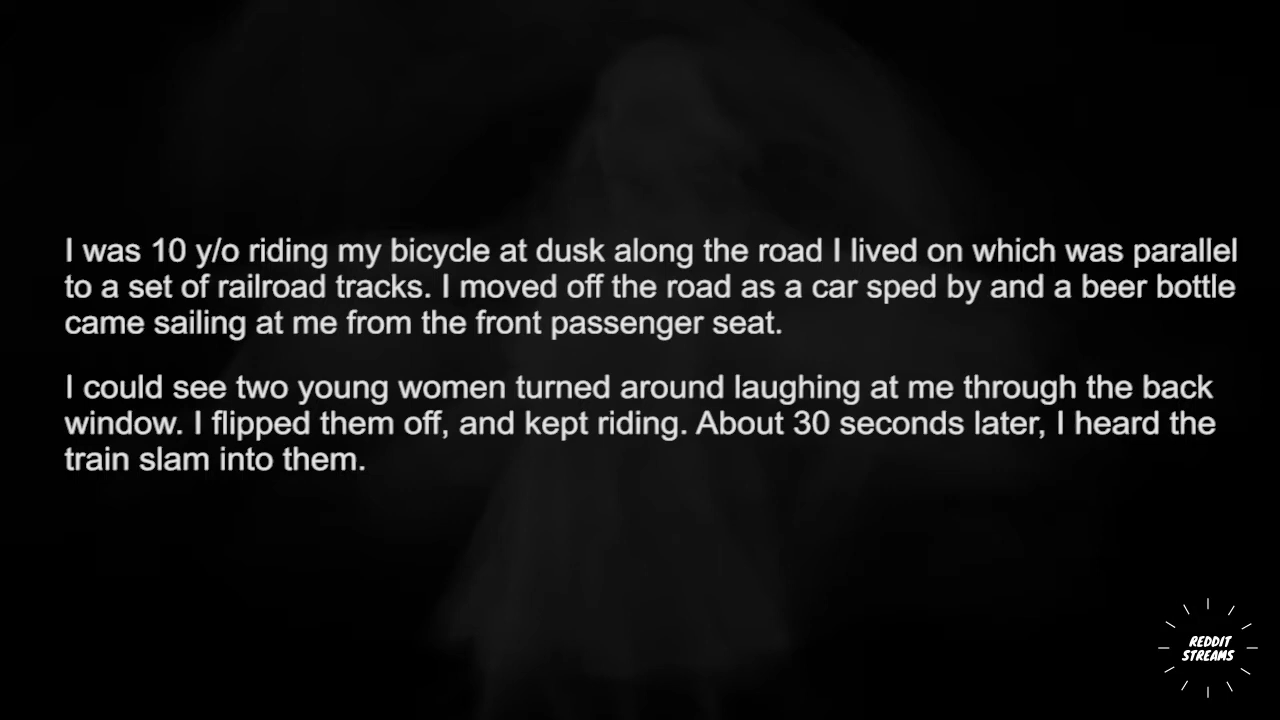 I was 10 y/o riding my bicycle at dusk along the road I lived on which was parallel
to a set of railroad tracks. I moved off the road as a car sped by and a beer bottle
came sailing at me from the front passenger seat.
I could see two young women turned around laughing at me through the back
window. I flipped them off, and kept riding. About 30 seconds later, I heard the
train slam into them.
REDDIT
STREAMS